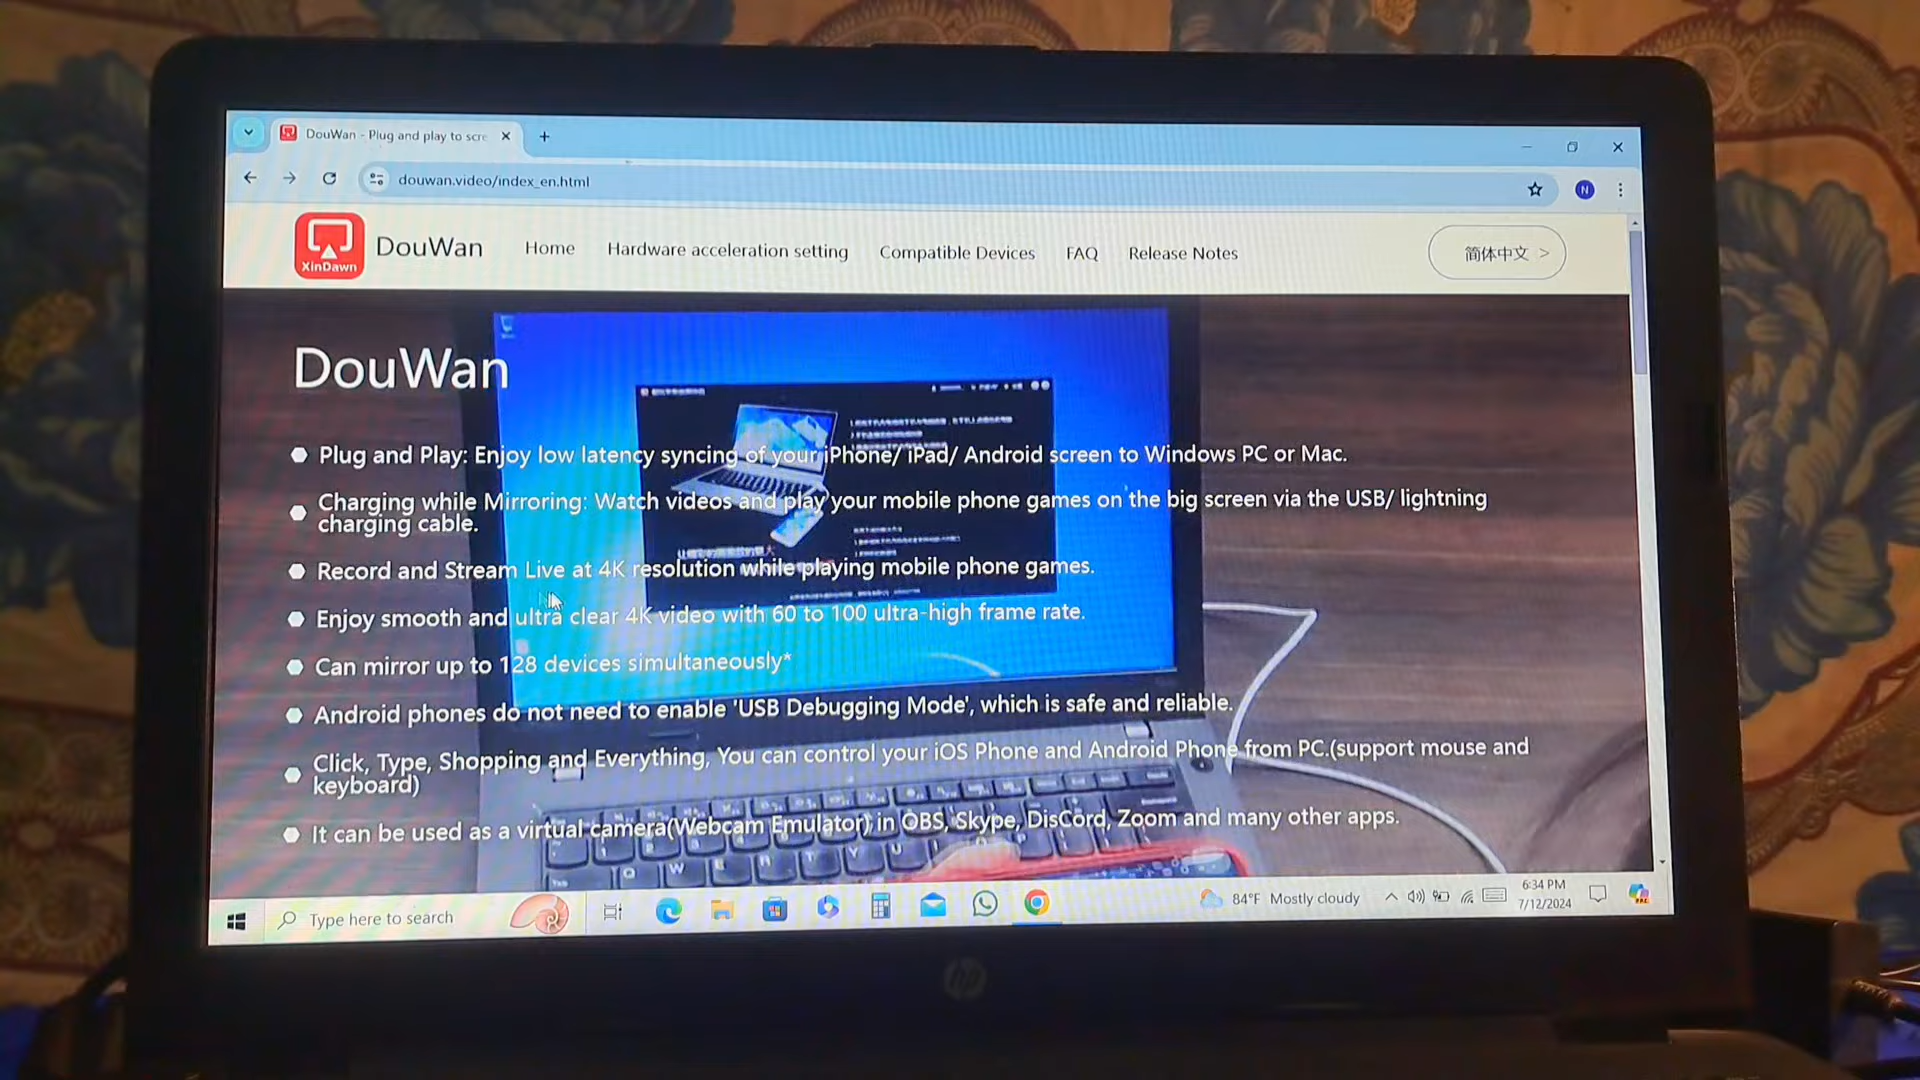 DouWan - Plug and play to scre
douwan.video/index_en.html
N
XinDawn
DouWan
Home
Hardware acceleration setting
Compatible Devices
FAQ
Release Notes
简体中文 >
DouWan
Plug and Play: Enjoy low latency syncing of your iPhone/ iPad/ Android screen to Windows PC or Mac.
Charging while Mirroring: Watch videos and play your mobile phone games on the big screen via the USB/ lightning
charging cable.
Record and Stream Live at 4K resolution while playing mobile phone games.
Enjoy smooth and ultra clear 4K video with 60 to 100 ultra-high frame rate.
Can mirror up to 128 devices simultaneously*
Android phones do not need to enable 'USB Debugging Mode', which is safe and reliable.
Click, Type, Shopping and Everything, You can control your iOS Phone and Android Phone from PC.(support mouse and
keyboard)
It can be used as a virtual camera(Webcam Emulator) in OBS, Skype, DisCord, Zoom and many other apps.
Type here to search
84°F Mostly cloudy
6:34 PM
7/12/2024
hp